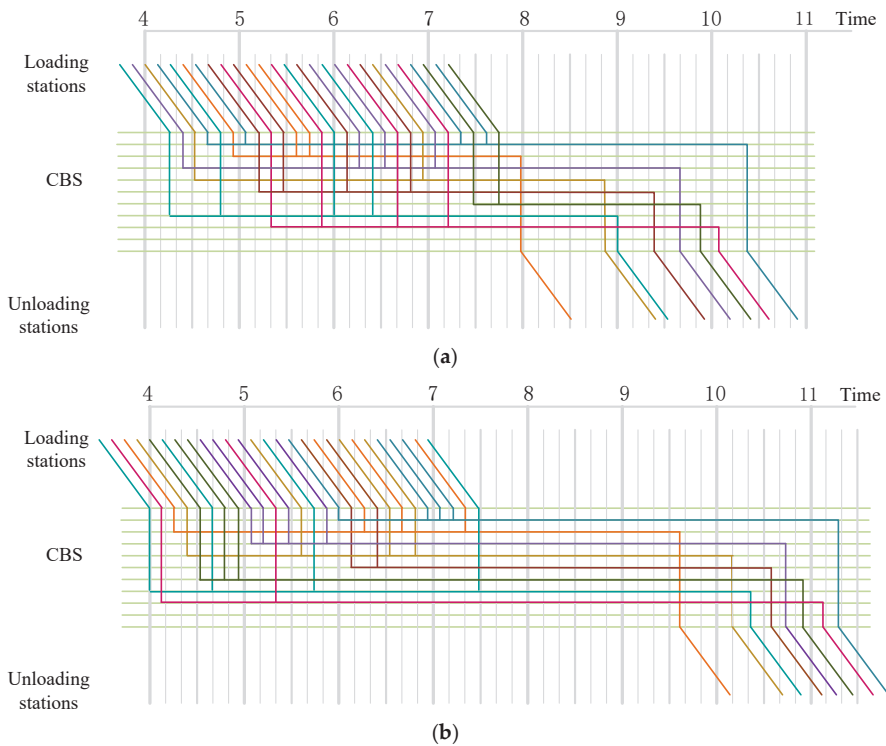 4 5 6 7 8 9 10 11 Time
Loading
stations
CBS
Unloading
stations
(a)
4 5 6 7 8 9 10 11 Time
Loading
stations
CBS
Unloading
stations
(b)